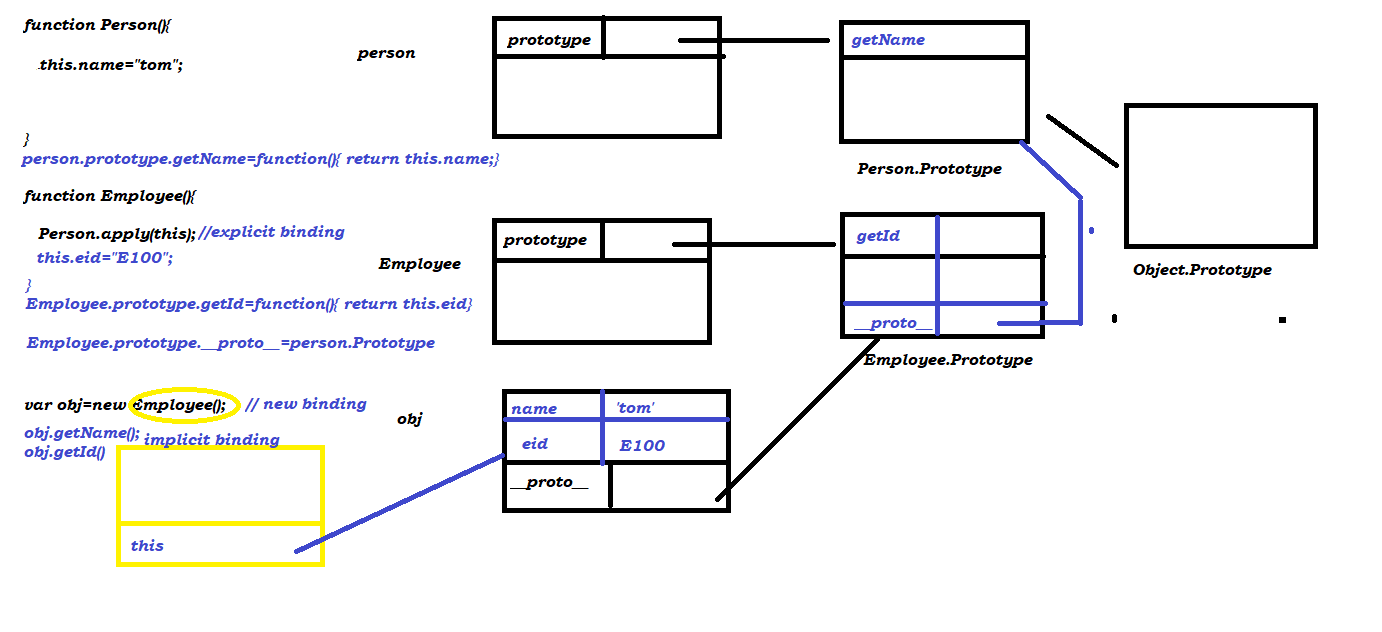 function Person(){
this.name="tom";
}
person.prototype.getName=function(){ return this.name;}
function Employee(){
Person.apply(this); //explicit binding
this.eid="E100";
}
Employee.prototype.getId=function(){ return this.eid}
Employee.prototype.__proto__=person.Prototype
var obj=new Employee(); // new binding
obj.getName(); implicit binding
obj.getId()
this
person
prototype
getName
Person.Prototype
Object.Prototype
Employee
prototype
getId
__proto__
Employee.Prototype
obj
name 'tom'
eid E100
__proto__